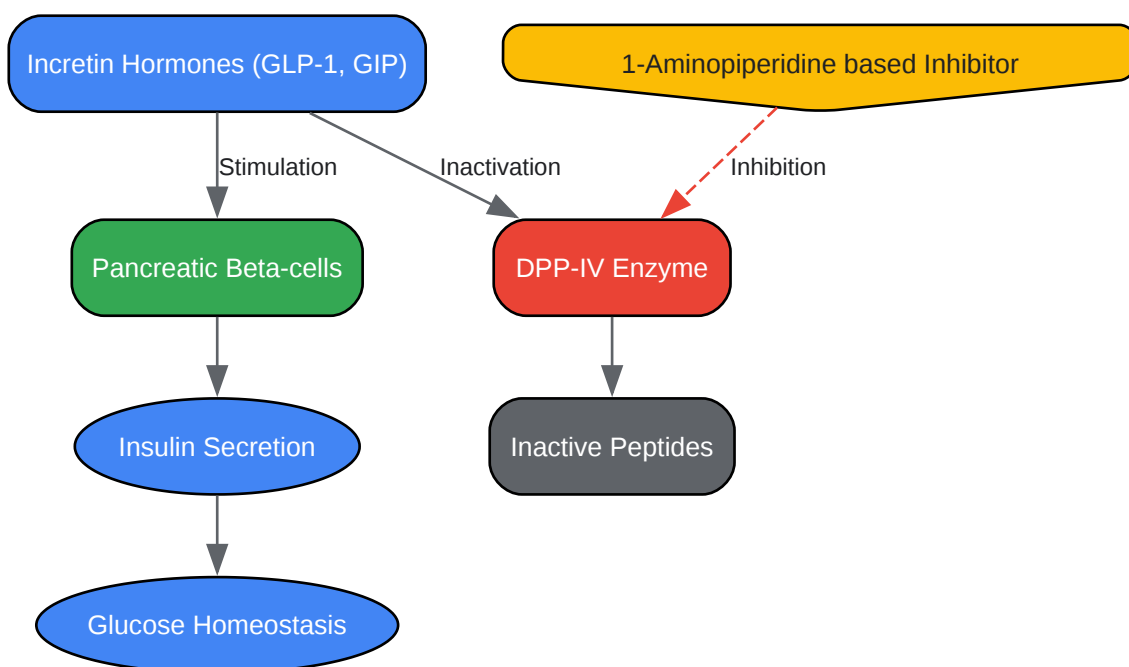 Incretin Hormones (GLP-1, GIP)
1-Aminopiperidine based Inhibitor
Stimulation
Inactivation
Inhibition
Pancreatic Beta-cells
DPP-IV Enzyme
Insulin Secretion
Inactive Peptides
Glucose Homeostasis